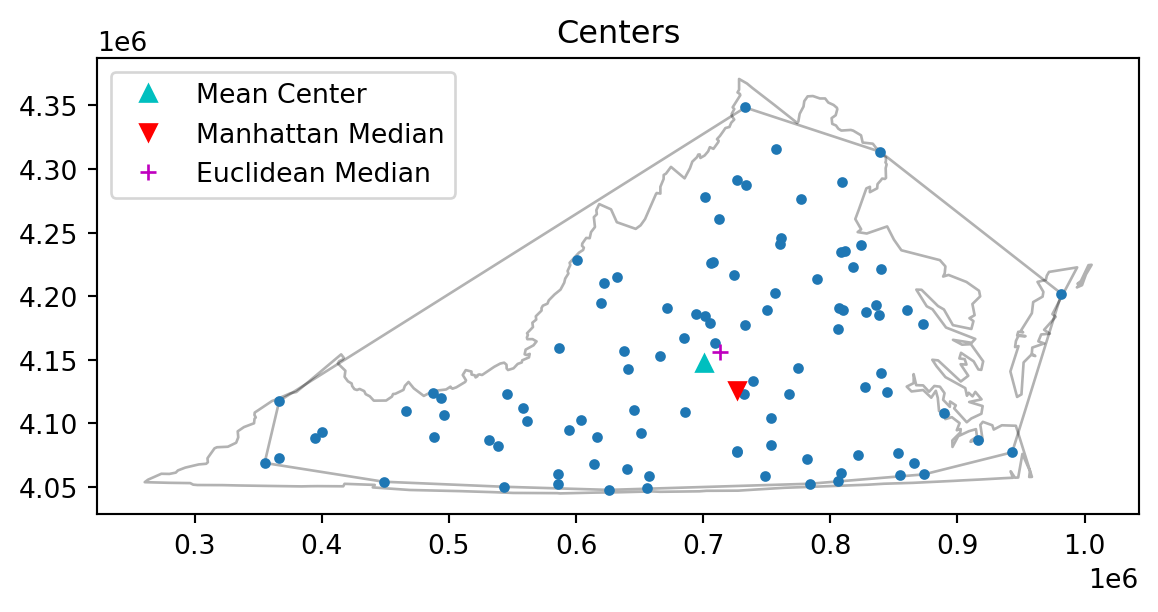 Centers
1e6
Mean Center
Manhattan Median
Euclidean Median
4.35
4.30
4.25
4.20
4.15
4.10
4.05
0.3 0.4 0.5 0.6 0.7 0.8 0.9 1.0
1e6